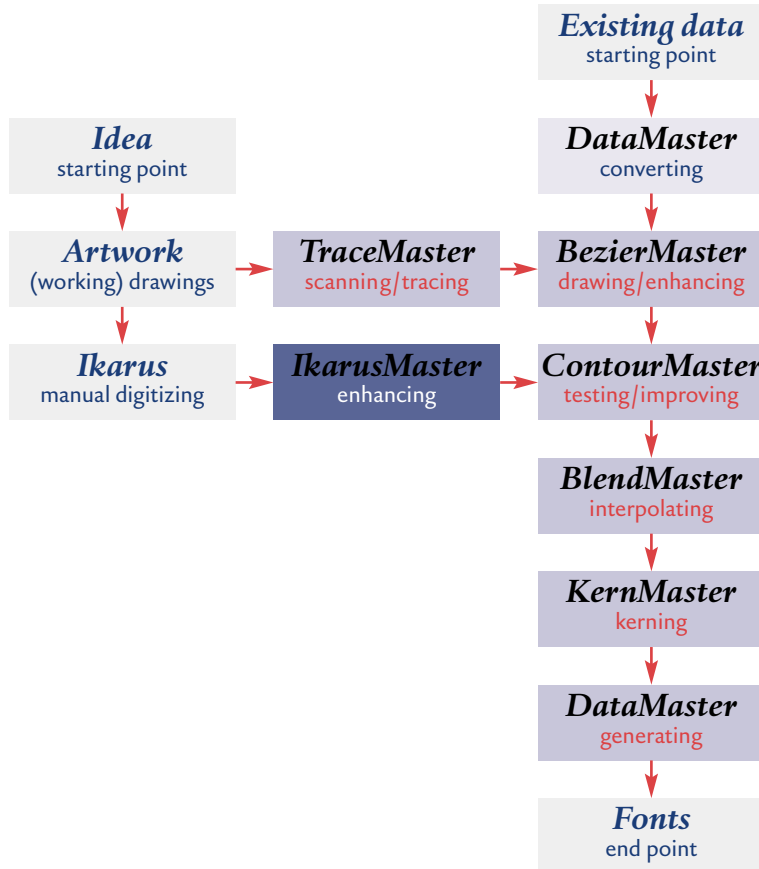 Existing data
starting point
Idea
starting point
DataMaster
converting
Artwork
(working) drawings
TraceMaster
scanning/tracing
BezierMaster
drawing/enhancing
Ikarus
manual digitizing
IkarusMaster
enhancing
ContourMaster
testing/improving
BlendMaster
interpolating
KernMaster
kerning
DataMaster
generating
Fonts
end point